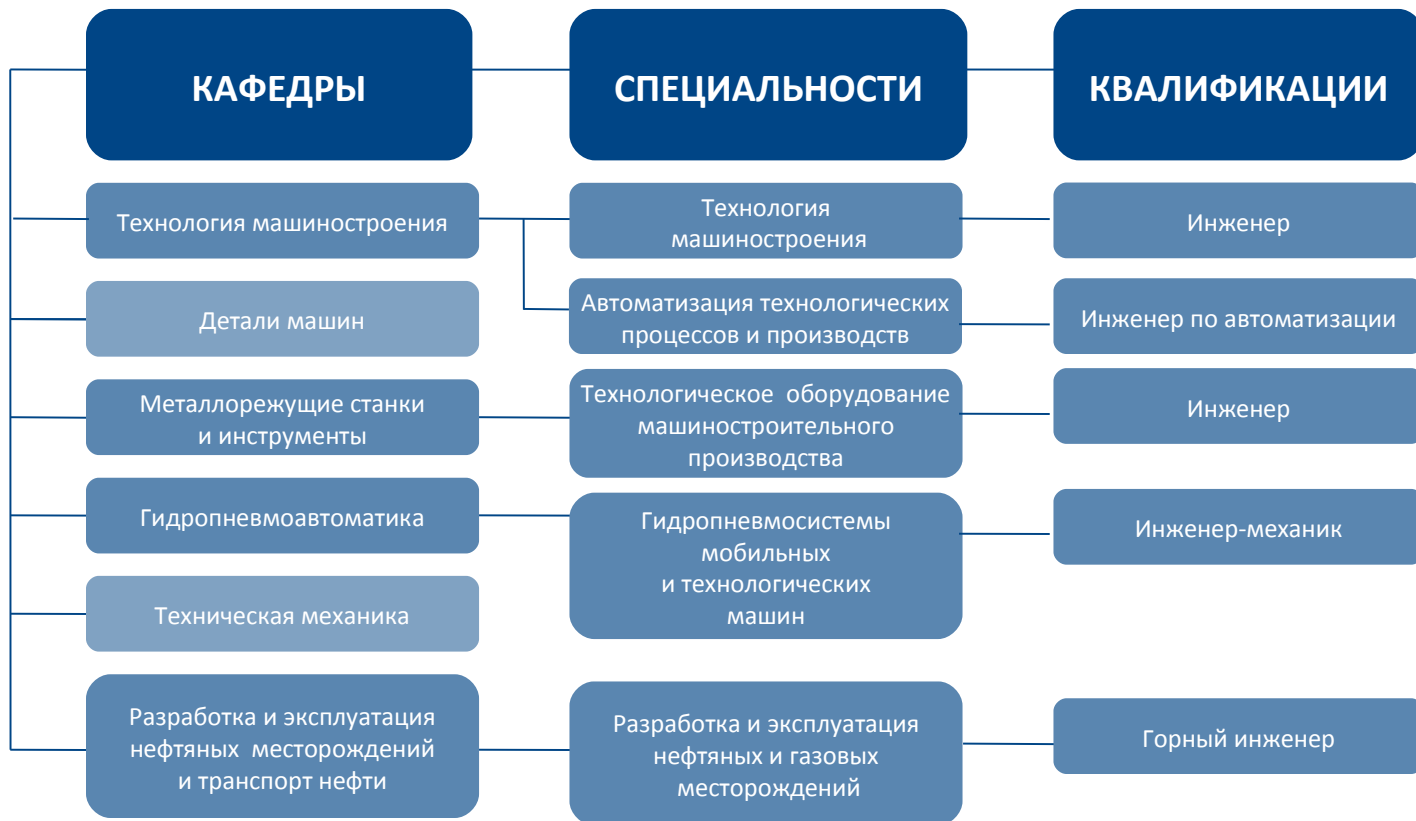 КАФЕДРЫ
СПЕЦИАЛЬНОСТИ
КВАЛИФИКАЦИИ
Технология машиностроения
Технология
машиностроения
Инженер
Детали машин
Автоматизация технологических
процессов и производств
Инженер по автоматизации
Металлорежущие станки
и инструменты
Технологическое оборудование
машиностроительного
производства
Инженер
Гидропневмоавтоматика
Гидропневмосистемы
мобильных
и технологических
машин
Инженер-механик
Техническая механика
Разработка и эксплуатация
нефтяных месторождений
и транспорт нефти
Разработка и эксплуатация
нефтяных и газовых
месторождений
Горный инженер